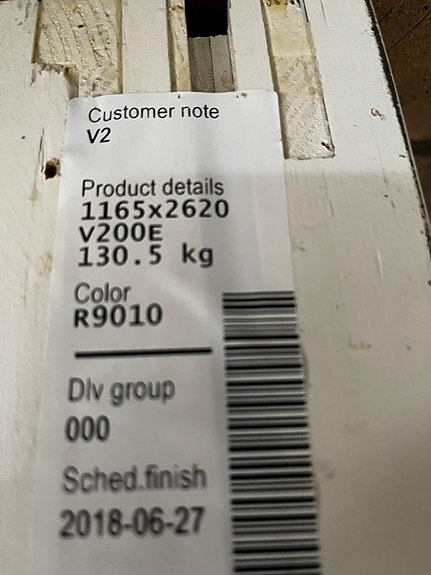 Customer note
V2
Product details
1165x2620
V200E
130.5 kg
Color
R9010
Dlv group
000
Sched.finish
2018-06-27